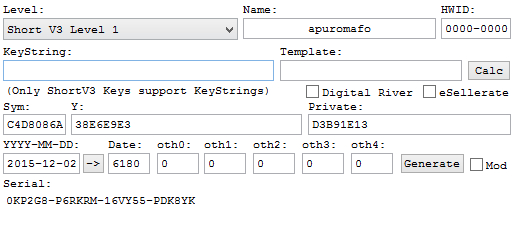 Level: Name: HWID:
Short V3 Level 1 apuromafo 0000-0000
KeyString: Template:
Calc
(Only ShortV3 Keys support KeyStrings) Digital River eSellerate
Sym: Y: Private:
C4D8086A 38E6E9E3 D3B91E13
YYYY-MM-DD: Date: oth0: oth1: oth2: oth3: oth4:
2015-12-02 -> 6180 0 0 0 0 0 Generate Mod
Serial:
0KP2G8-P6RKRM-16VY55-PDK8YK